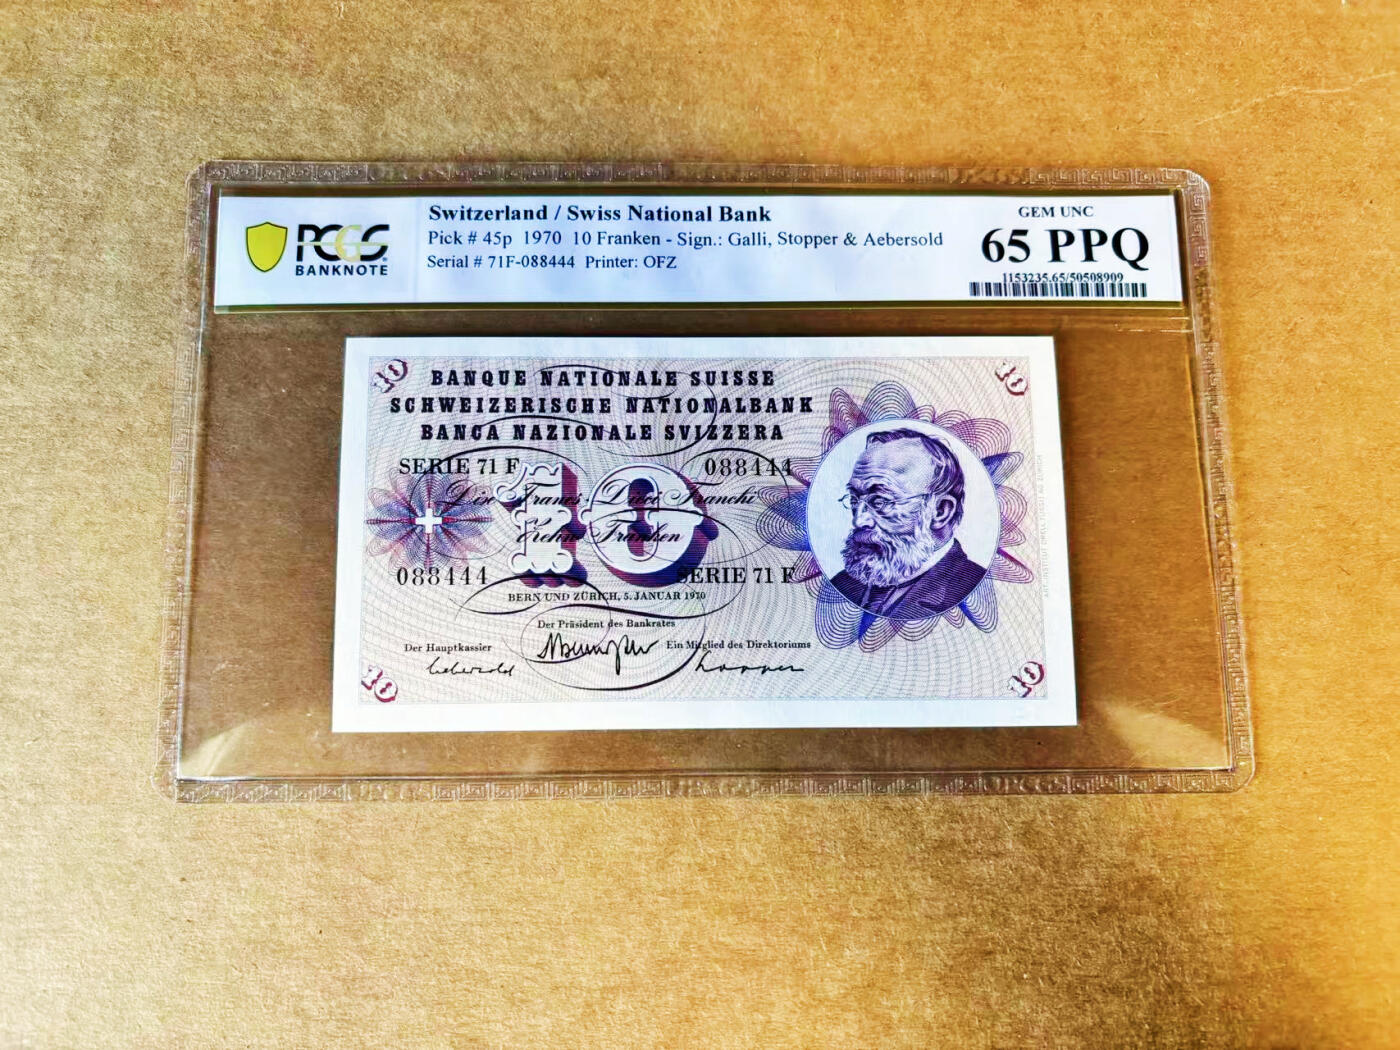 PCGS
BANKNOTE
Switzerland / Swiss National Bank
Pick # 45p 1970 10 Franken - Sign.: Galli, Stopper & Aebersold
Serial # 71F-088444 Printer: OFZ
GEM UNC
65 PPQ
1153235.65/50508909
10
10
BANQUE NATIONALE SUISSE
SCHWEIZERISCHE NATIONALBANK
BANCA NAZIONALE SVIZZERA
SERIE 71 F
088444
10
Dix Francs · Dieci Franchi
Zehn Franken
088444
SERIE 71 F
BERN UND ZÜRICH, 5. JANUAR 1970
Der Präsident des Bankrates
Der Hauptkassier
Ein Mitglied des Direktoriums
10
10